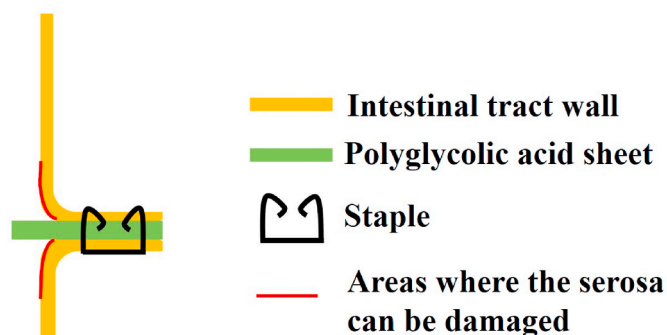 Intestinal tract wall
Polyglycolic acid sheet
Staple
Areas where the serosa
can be damaged